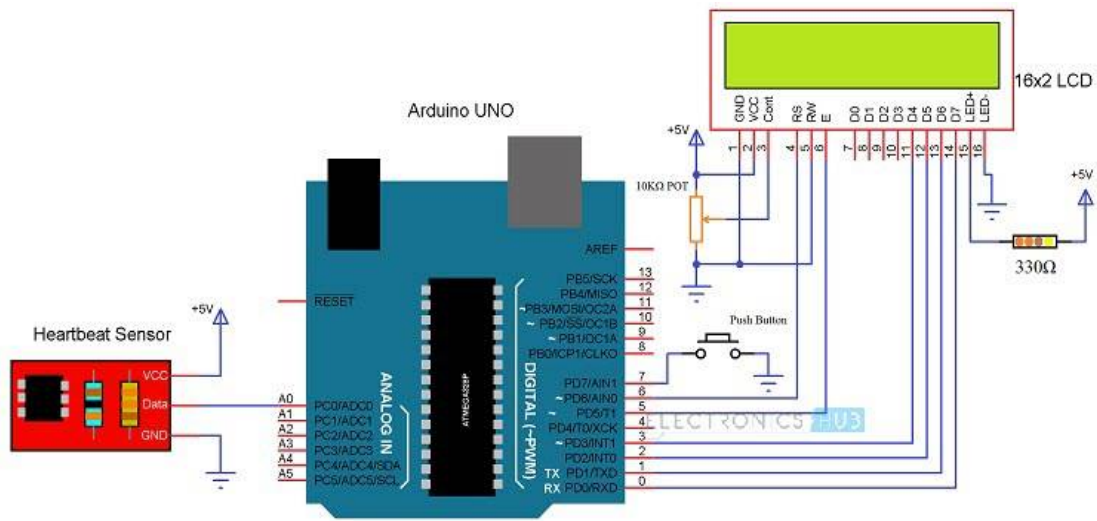 16x2 LCD
GND
VCC
Cont
RS
RW
E
D0
D1
D2
D3
D4
D5
D6
D7
LED+
LED-
1
2
3
4
5
6
7
8
9
10
11
12
13
14
15
16
+5V
10KΩ POT
+5V
330Ω
Arduino UNO
AREF
RESET
PB5/SCK 13
PB4/MISO 12
~PB3/MOSI/OC2A 11
~ PB2/SS/OC1B 10
~ PB1/OC1A 9
PB0/ICP1/CLKO 8
PD7/AIN1 7
~ PD6/AIN0 6
~ PD5/T1 5
PD4/T0/XCK 4
~ PD3/INT1 3
PD2/INT0 2
TX PD1/TXD 1
RX PD0/RXD 0
DIGITAL (~PWM)
ATMEGA328P
ANALOG IN
A0 PC0/ADC0
A1 PC1/ADC1
A2 PC2/ADC2
A3 PC3/ADC3
A4 PC4/ADC4/SDA
A5 PC5/ADC5/SCL
Push Button
ELECTRONICS HUB
+5V
Heartbeat Sensor
VCC
Data
GND